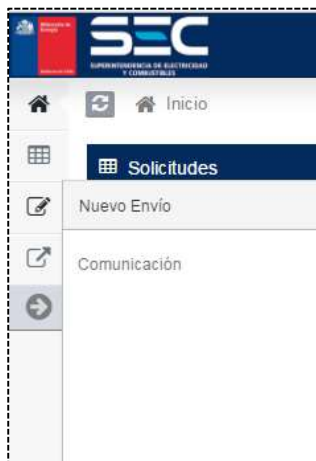 SEC
SUPERINTENDENCIA DE ELECTRICIDAD
Y COMBUSTIBLES
Inicio
Solicitudes
Nuevo Envío
Comunicación